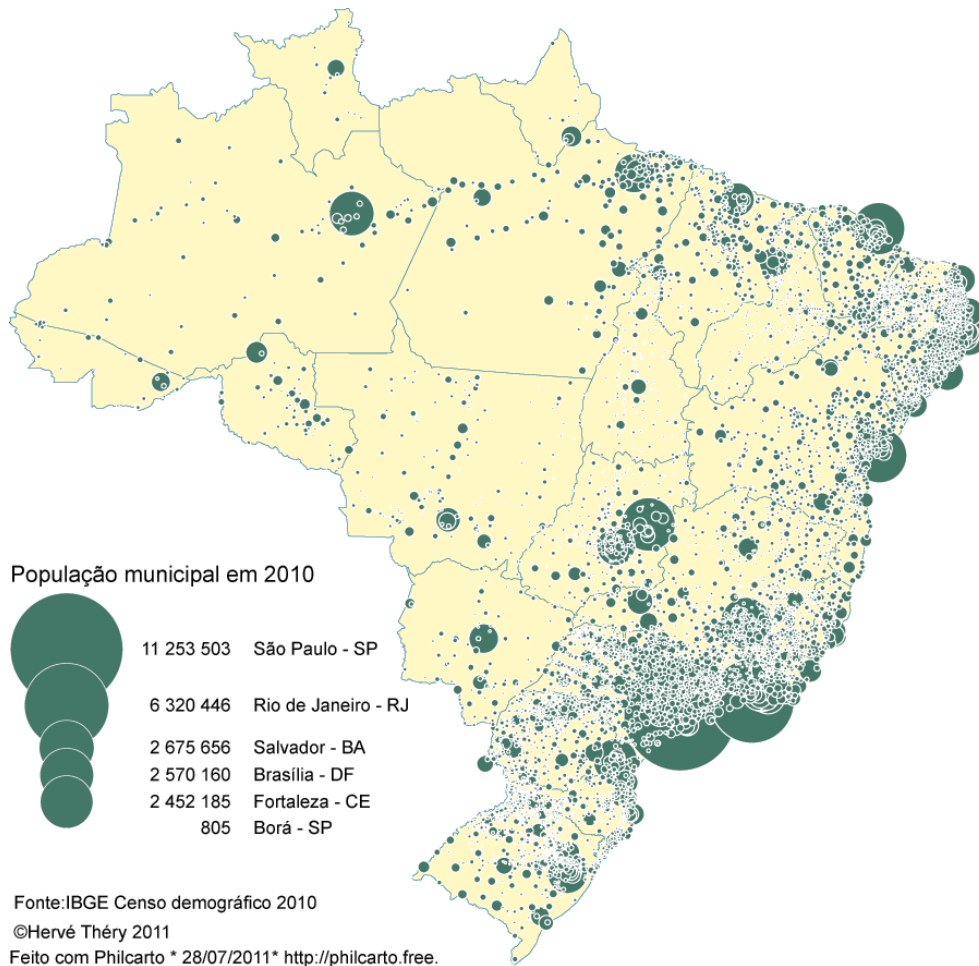 População municipal em 2010
11 253 503 São Paulo - SP
6 320 446 Rio de Janeiro - RJ
2 675 656 Salvador - BA
2 570 160 Brasília - DF
2 452 185 Fortaleza - CE
805 Borá - SP
Fonte:IBGE Censo demográfico 2010
©Hervé Théry 2011
Feito com Philcarto * 28/07/2011* http://philcarto.free.